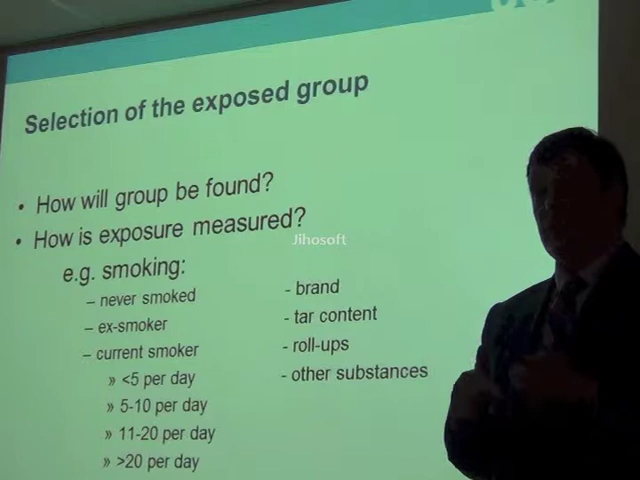 Selection of the exposed group
• How will group be found?
• How is exposure measured?
Jihosoft
e.g. smoking:
– never smoked
– ex-smoker
– current smoker
» <5 per day
» 5-10 per day
» 11-20 per day
» >20 per day
- brand
- tar content
- roll-ups
- other substances